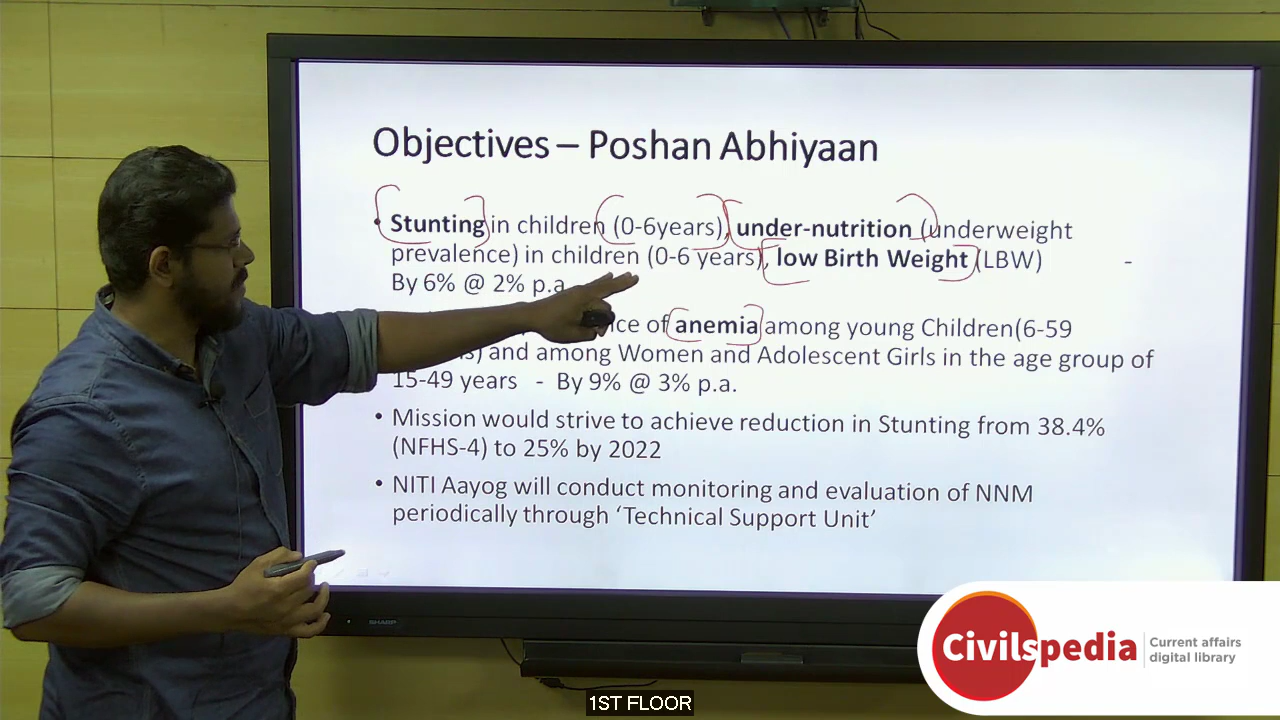 Objectives – Poshan Abhiyaan
• Stunting in children (0-6years), under-nutrition (underweight
prevalence) in children (0-6 years), low Birth Weight (LBW) -
By 6% @ 2% p.a
of anemia among young Children(6-59
and among Women and Adolescent Girls in the age group of
15-49 years - By 9% @ 3% p.a.
• Mission would strive to achieve reduction in Stunting from 38.4%
(NFHS-4) to 25% by 2022
• NITI Aayog will conduct monitoring and evaluation of NNM
periodically through ‘Technical Support Unit’
SHARP
Civilspedia
Current affairs
digital library
1ST FLOOR